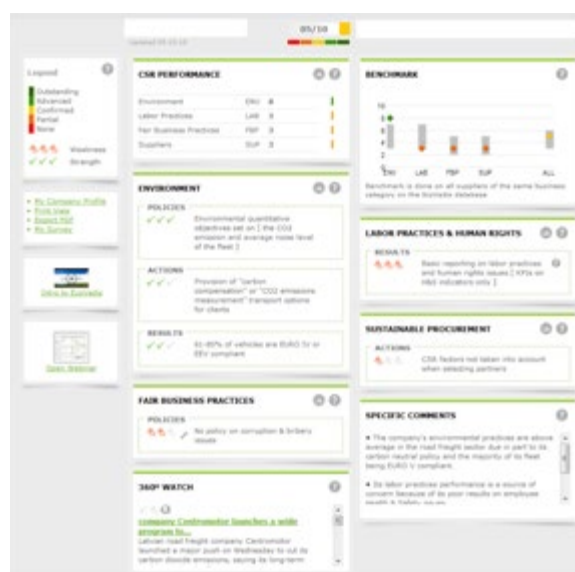 05/10
Updated
Legend
Outstanding
Advanced
Confirmed
Partial
None
Weakness
Strength
My Company Profile
Print View
Export PDF
My Survey
Intro to EcoVadis
Open Webinar
CSR PERFORMANCE
Environment ENV
Labor Practices LAB 3
Fair Business Practices FBP 3
Suppliers SUP 3
ENVIRONMENT
POLICIES
Environmental quantitative
objectives set on [ the CO2
emission and average noise level
of the fleet ]
ACTIONS
Provision of "carbon
compensation" or "CO2 emissions
measurement" transport options
for clients
RESULTS
of vehicles are EURO IV or
EEV compliant
FAIR BUSINESS PRACTICES
POLICIES
No policy on corruption & bribery
issues
360° WATCH
company Centromotor launches a wide
program to...
Latvian road freight company Centromotor
launched a major push on Wednesday to cut its
carbon dioxide emissions, saying its long-term
BENCHMARK
10
8
6
4
2
ENV LAB FBP SUP ALL
Benchmark is done on all suppliers of the same business
category on the EcoVadis database
LABOR PRACTICES & HUMAN RIGHTS
RESULTS
Basic reporting on labor practices
and human rights issues [ KPIs on
H&S indicators only ]
SUSTAINABLE PROCUREMENT
ACTIONS
CSR factors not taken into account
when selecting partners
SPECIFIC COMMENTS
• The company's environmental practices are above
average in the road freight sector due in part to its
carbon neutral policy and the majority of its fleet
being EURO V compliant.
• Its labor practices performance is a source of
concern because of its poor results on employee
Health & Safety issues